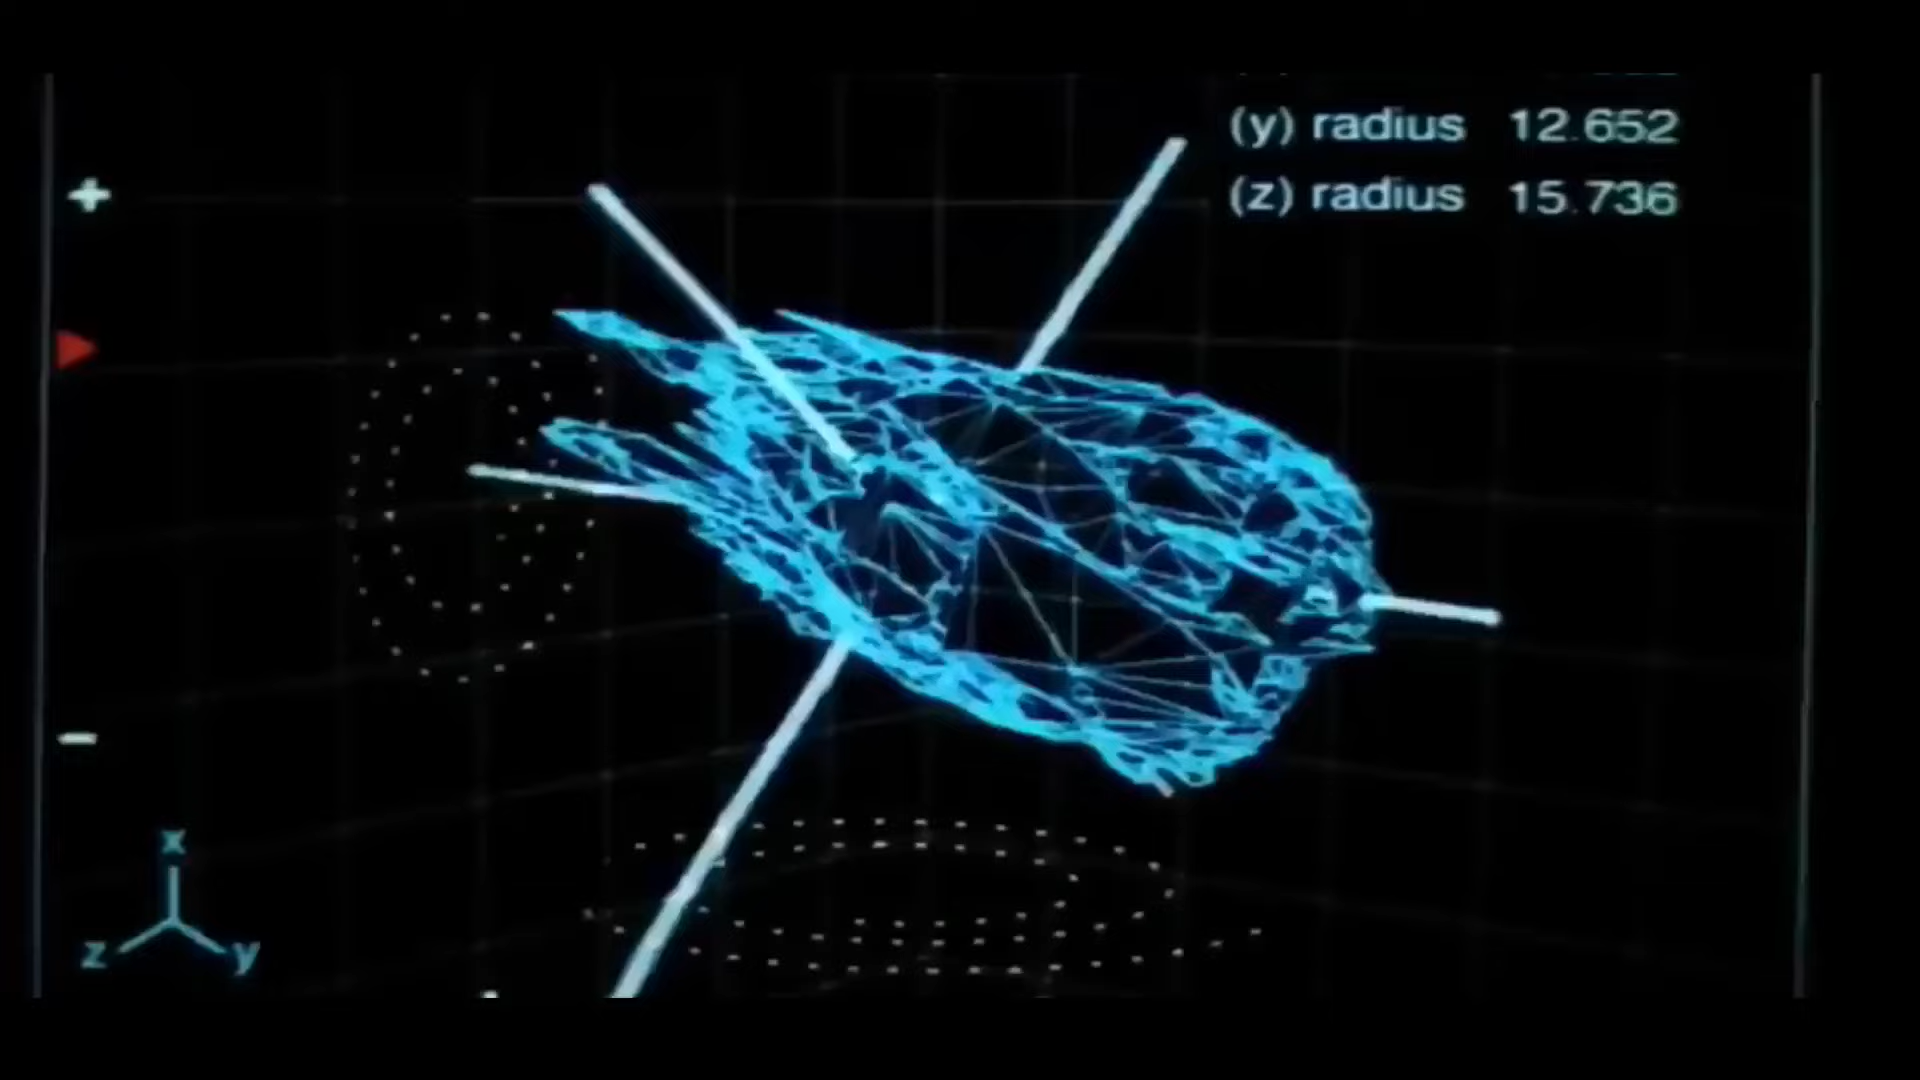 (y) radius 12.652
(z) radius 15.736
+
-
x
z y